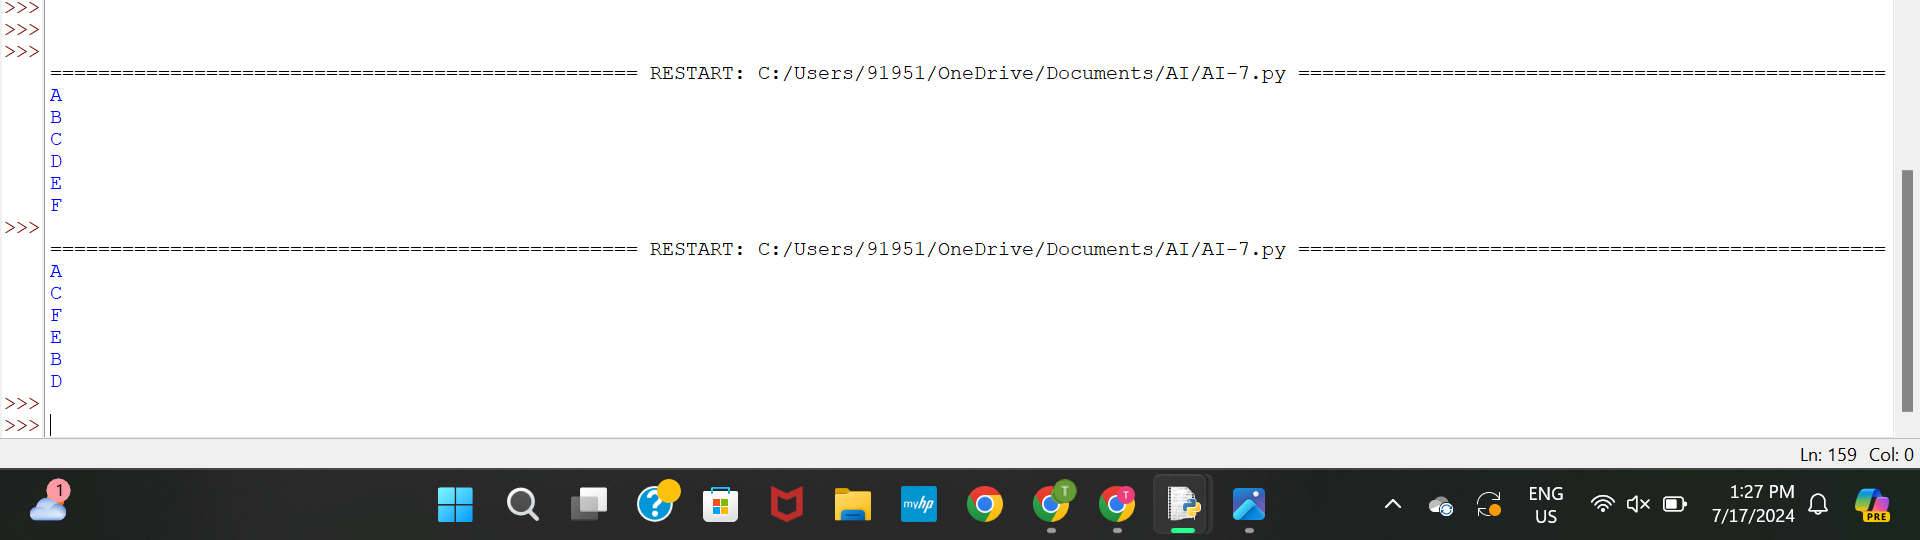 >>>
>>>
>>>
================================================= RESTART: C:/Users/91951/OneDrive/Documents/AI/AI-7.py =================================================
A
B
C
D
E
F
>>>
================================================= RESTART: C:/Users/91951/OneDrive/Documents/AI/AI-7.py =================================================
A
C
F
E
B
D
>>>
>>>
Ln: 159 Col: 0
1
myhp
T
T
ENG
US
1:27 PM
7/17/2024
PRE